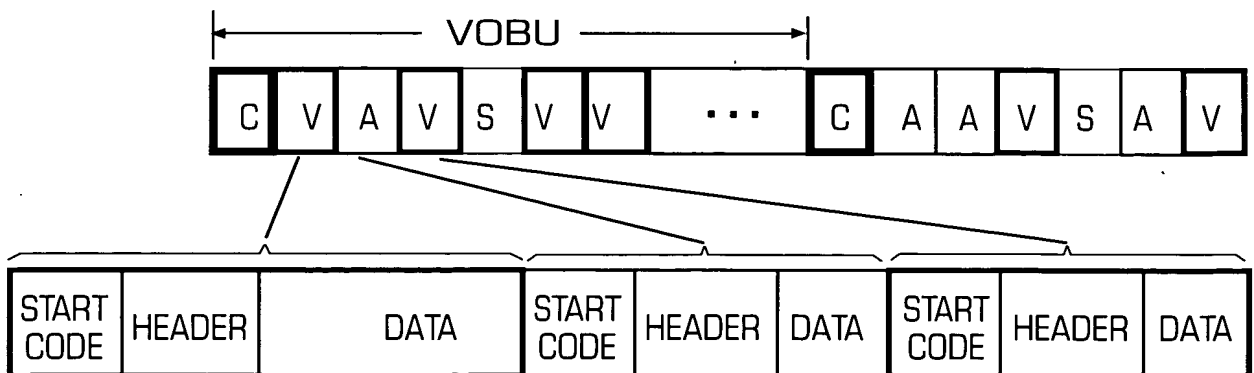 VOBU
C V A V S V V ... C A A V S A V
START CODE HEADER DATA START CODE HEADER DATA START CODE HEADER DATA